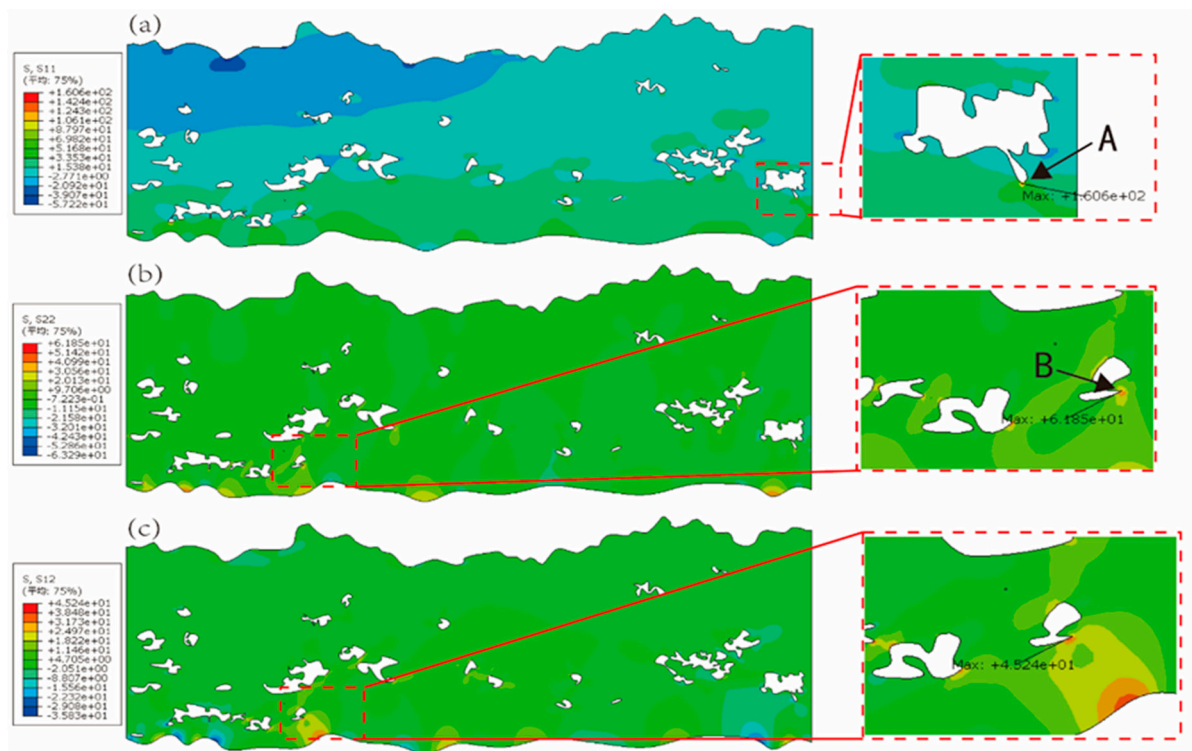 (a)
S, S11
(平均: 75%)
+1.606e+02
+1.424e+02
+1.243e+02
+1.061e+02
+8.797e+01
+6.982e+01
+5.168e+01
+3.353e+01
+1.538e+01
-2.771e+00
-2.092e+01
-3.907e+01
-5.722e+01
A
Max: +1.606e+02
(b)
S, S22
(平均: 75%)
+6.185e+01
+5.142e+01
+4.099e+01
+3.056e+01
+2.013e+01
+9.706e+00
-7.223e-01
-1.115e+01
-2.158e+01
-3.201e+01
-4.243e+01
-5.286e+01
-6.329e+01
B
Max: +6.185e+01
(c)
S, S12
(平均: 75%)
+4.524e+01
+3.848e+01
+3.173e+01
+2.497e+01
+1.822e+01
+1.146e+01
+4.705e+00
-2.051e+00
-8.807e+00
-1.556e+01
-2.232e+01
-2.908e+01
-3.583e+01
Max: +4.524e+01